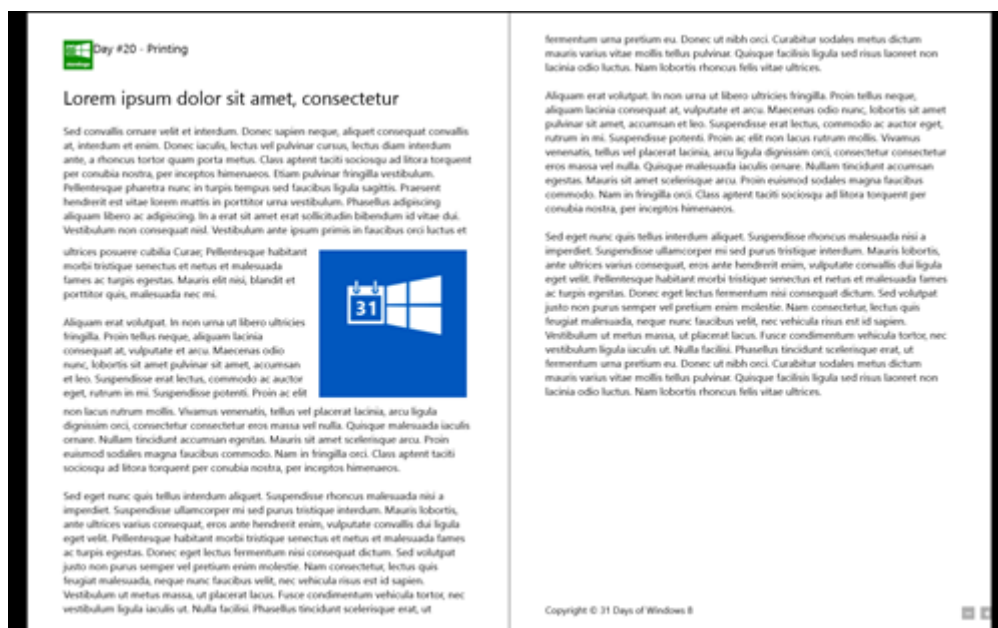 Day #20 - Printing
Lorem ipsum dolor sit amet, consectetur
Sed convallis ornare velit et interdum. Donec sapien neque, aliquet consequat convallis
at, interdum et enim. Donec iaculis, lectus vel pulvinar cursus, lectus diam interdum
ante, a rhoncus tortor quam porta metus. Class aptent taciti sociosqu ad litora torquent
per conubia nostra, per inceptos himenaeos. Etiam pulvinar fringilla vestibulum.
Pellentesque pharetra nunc in turpis tempus sed faucibus ligula sagittis. Praesent
hendrerit est vitae lorem mattis in porttitor urna vestibulum. Phasellus adipiscing
aliquam libero ac adipiscing. In a erat sit amet erat sollicitudin bibendum id vitae dui.
Vestibulum non consequat nisl. Vestibulum ante ipsum primis in faucibus orci luctus et
ultrices posuere cubilia Curae; Pellentesque habitant
morbi tristique senectus et netus et malesuada
fames ac turpis egestas. Mauris elit nisi, blandit et
porttitor quis, malesuada nec mi.
Aliquam erat volutpat. In non urna ut libero ultricies
fringilla. Proin tellus neque, aliquam lacinia
consequat at, vulputate et arcu. Maecenas odio
nunc, lobortis sit amet pulvinar sit amet, accumsan
et leo. Suspendisse erat lectus, commodo ac auctor
eget, rutrum in mi. Suspendisse potenti. Proin ac elit
31
non lacus rutrum mollis. Vivamus venenatis, tellus vel placerat lacinia, arcu ligula
dignissim orci, consectetur consectetur eros massa vel nulla. Quisque malesuada iaculis
ornare. Nullam tincidunt accumsan egestas. Mauris sit amet scelerisque arcu. Proin
euismod sodales magna faucibus commodo. Nam in fringilla orci. Class aptent taciti
sociosqu ad litora torquent per conubia nostra, per inceptos himenaeos.
Sed eget nunc quis tellus interdum aliquet. Suspendisse rhoncus malesuada nisi a
imperdiet. Suspendisse ullamcorper mi sed purus tristique interdum. Mauris lobortis,
ante ultrices varius consequat, eros ante hendrerit enim, vulputate convallis dui ligula
eget velit. Pellentesque habitant morbi tristique senectus et netus et malesuada fames
ac turpis egestas. Donec eget lectus fermentum nisi consequat dictum. Sed volutpat
justo non purus semper vel pretium enim molestie. Nam consectetur, lectus quis
feugiat malesuada, neque nunc faucibus velit, nec vehicula risus est id sapien.
Vestibulum ut metus massa, ut placerat lacus. Fusce condimentum vehicula tortor, nec
vestibulum ligula iaculis ut. Nulla facilisi. Phasellus tincidunt scelerisque erat, ut
fermentum urna pretium eu. Donec ut nibh orci. Curabitur sodales metus dictum
mauris varius vitae mollis tellus pulvinar. Quisque facilisis ligula sed risus laoreet non
lacinia odio luctus. Nam lobortis rhoncus felis vitae ultrices.
Aliquam erat volutpat. In non urna ut libero ultricies fringilla. Proin tellus neque,
aliquam lacinia consequat at, vulputate et arcu. Maecenas odio nunc, lobortis sit amet
pulvinar sit amet, accumsan et leo. Suspendisse erat lectus, commodo ac auctor eget,
rutrum in mi. Suspendisse potenti. Proin ac elit non lacus rutrum mollis. Vivamus
venenatis, tellus vel placerat lacinia, arcu ligula dignissim orci, consectetur consectetur
eros massa vel nulla. Quisque malesuada iaculis ornare. Nullam tincidunt accumsan
egestas. Mauris sit amet scelerisque arcu. Proin euismod sodales magna faucibus
commodo. Nam in fringilla orci. Class aptent taciti sociosqu ad litora torquent per
conubia nostra, per inceptos himenaeos.
Sed eget nunc quis tellus interdum aliquet. Suspendisse rhoncus malesuada nisi a
imperdiet. Suspendisse ullamcorper mi sed purus tristique interdum. Mauris lobortis,
ante ultrices varius consequat, eros ante hendrerit enim, vulputate convallis dui ligula
eget velit. Pellentesque habitant morbi tristique senectus et netus et malesuada fames
ac turpis egestas. Donec eget lectus fermentum nisi consequat dictum. Sed volutpat
justo non purus semper vel pretium enim molestie. Nam consectetur, lectus quis
feugiat malesuada, neque nunc faucibus velit, nec vehicula risus est id sapien.
Vestibulum ut metus massa, ut placerat lacus. Fusce condimentum vehicula tortor, nec
vestibulum ligula iaculis ut. Nulla facilisi. Phasellus tincidunt scelerisque erat, ut
fermentum urna pretium eu. Donec ut nibh orci. Curabitur sodales metus dictum
mauris varius vitae mollis tellus pulvinar. Quisque facilisis ligula sed risus laoreet non
lacinia odio luctus. Nam lobortis rhoncus felis vitae ultrices.
Copyright © 31 Days of Windows 8